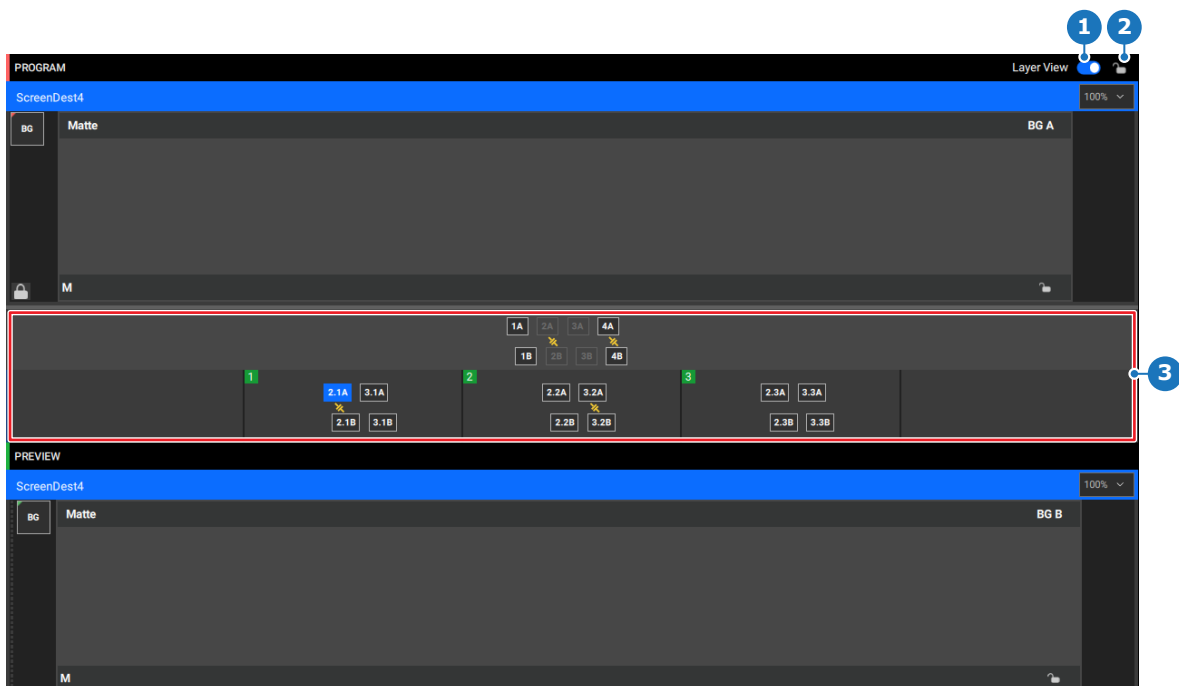 1 2
PROGRAM Layer View
ScreenDest4 100%
BG Matte BG A
M
1A 2A 3A 4A
1B 2B 3B 4B
3
1 2 3
2.1A 3.1A 2.2A 3.2A 2.3A 3.3A
2.1B 3.1B 2.2B 3.2B 2.3B 3.3B
PREVIEW
ScreenDest4 100%
BG Matte BG B
M